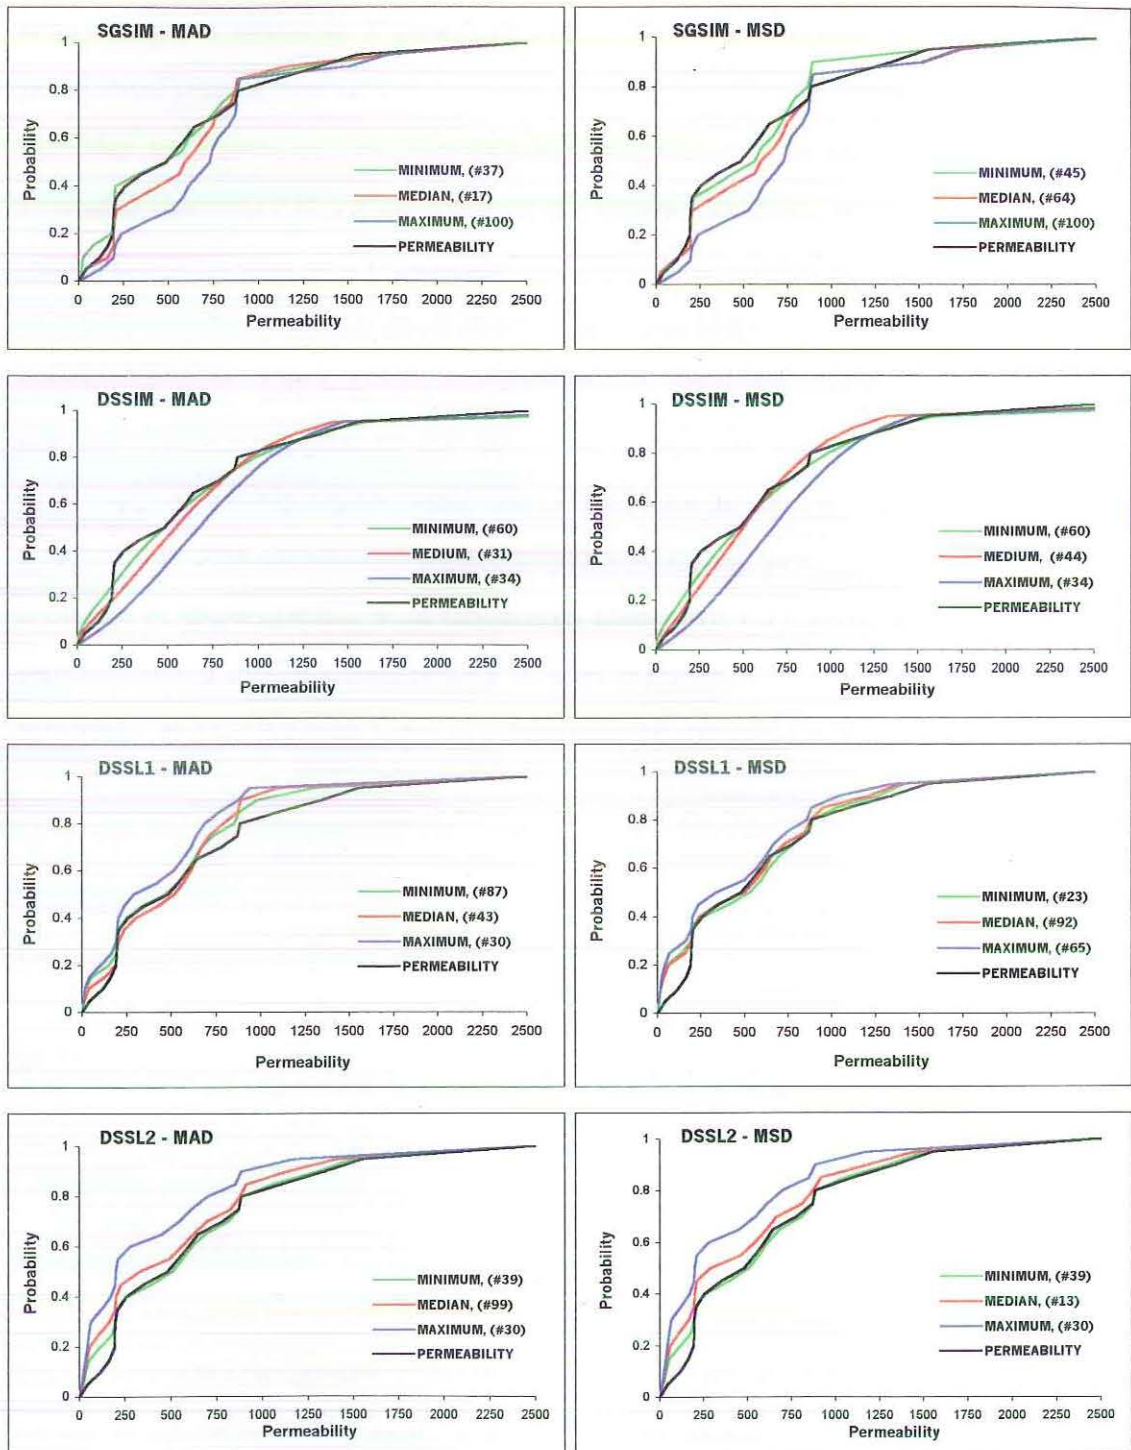 SGSIM - MAD
Probability
1
0.8
0.6
0.4
0.2
0
MINIMUM, (#37)
MEDIAN, (#17)
MAXIMUM, (#100)
PERMEABILITY
250 500 750 1000 1250 1500 1750 2000 2250 2500
Permeability
SGSIM - MSD
Probability
1
0.8
0.6
0.4
0.2
0
MINIMUM, (#45)
MEDIAN, (#64)
MAXIMUM, (#100)
PERMEABILITY
0 250 500 750 1000 1250 1500 1750 2000 2250 2500
Permeability
DSSIM - MAD
Probability
1
0.8
0.6
0.4
0.2
0
MINIMUM, (#60)
MEDIUM, (#31)
MAXIMUM, (#34)
PERMEABILITY
250 500 750 1000 1250 1500 1750 2000 2250 2500
Permeability
DSSIM - MSD
Probability
1
0.8
0.6
0.4
0.2
0
MINIMUM, (#60)
MEDIUM, (#44)
MAXIMUM, (#34)
PERMEABILITY
0 250 500 750 1000 1250 1500 1750 2000 2250 2500
Permeability
DSSL1 - MAD
Probability
1
0.8
0.6
0.4
0.2
0
MINIMUM, (#87)
MEDIAN, (#43)
MAXIMUM, (#30)
PERMEABILITY
250 500 750 1000 1250 1500 1750 2000 2250 2500
Permeability
DSSL1 - MSD
Probability
1
0.8
0.6
0.4
0.2
0
MINIMUM, (#23)
MEDIAN, (#92)
MAXIMUM, (#65)
PERMEABILITY
0 250 500 750 1000 1250 1500 1750 2000 2250 2500
Permeability
DSSL2 - MAD
Probability
1
0.8
0.6
0.4
0.2
0
MINIMUM, (#39)
MEDIAN, (#99)
MAXIMUM, (#30)
PERMEABILITY
0 250 500 750 1000 1250 1500 1750 2000 2250 2500
Permeability
DSSL2 - MSD
Probability
1
0.8
0.6
0.4
0.2
0
MINIMUM, (#39)
MEDIAN, (#13)
MAXIMUM, (#30)
PERMEABILITY
0 250 500 750 1000 1250 1500 1750 2000 2250 2500
Permeability